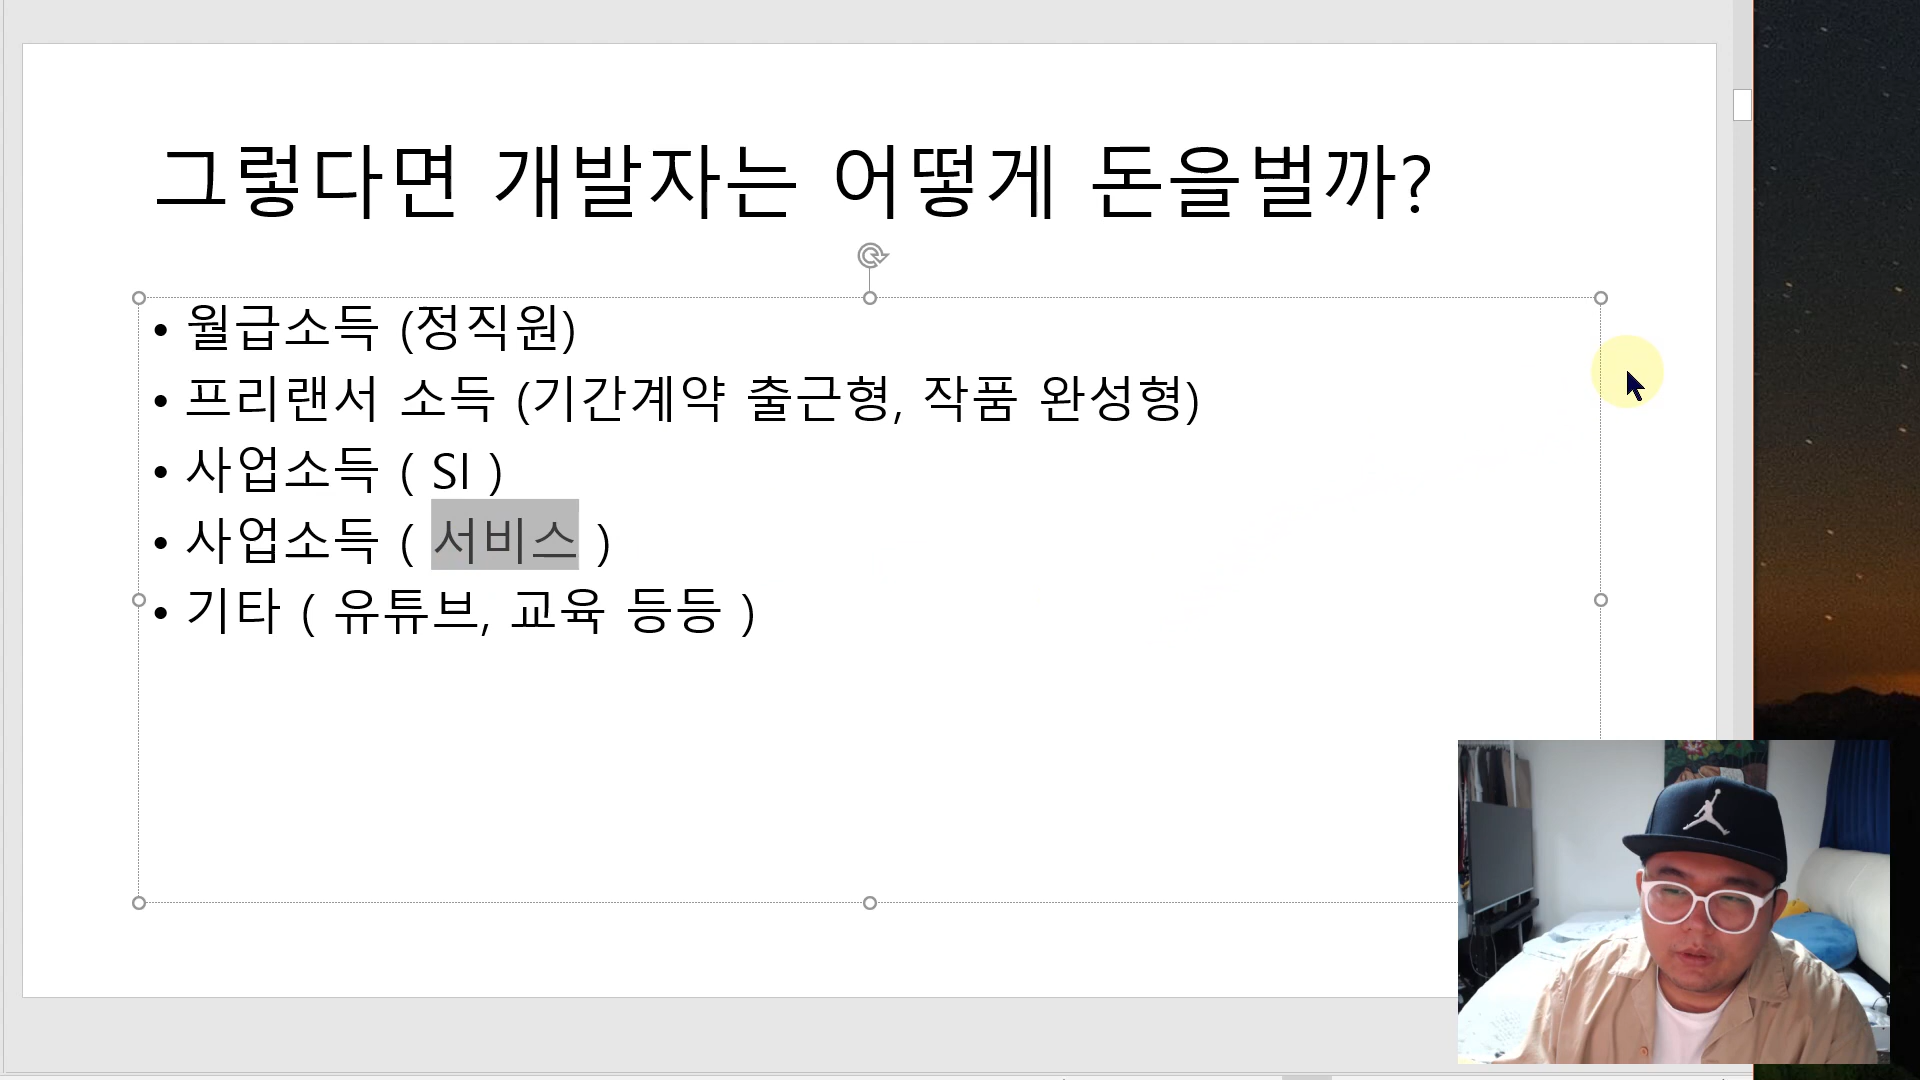 그렇다면 개발자는 어떻게 돈을벌까?
• 월급소득 (정직원)
• 프리랜서 소득 (기간계약 출근형, 작품 완성형)
• 사업소득 ( SI )
• 사업소득 ( 서비스 )
• 기타 ( 유튜브, 교육 등등 )